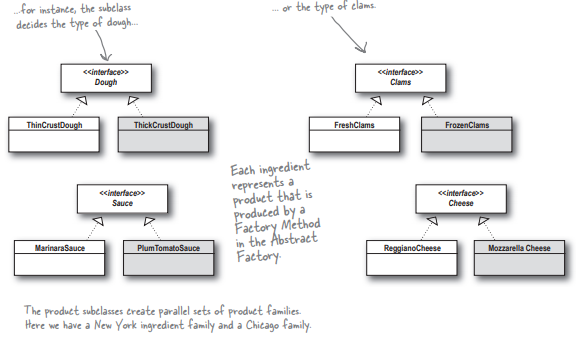 ...for instance, the subclass
decides the type of dough...
... or the type of clams.
<<interface>>
Dough
<<interface>>
Clams
ThinCrustDough
ThickCrustDough
FreshClams
FrozenClams
Each ingredient
represents a
product that is
produced by a
Factory Method
in the Abstract
Factory.
<<interface>>
Sauce
<<interface>>
Cheese
MarinaraSauce
PlumTomatoSauce
ReggianoCheese
Mozzarella Cheese
The product subclasses create parallel sets of product families.
Here we have a New York ingredient family and a Chicago family.